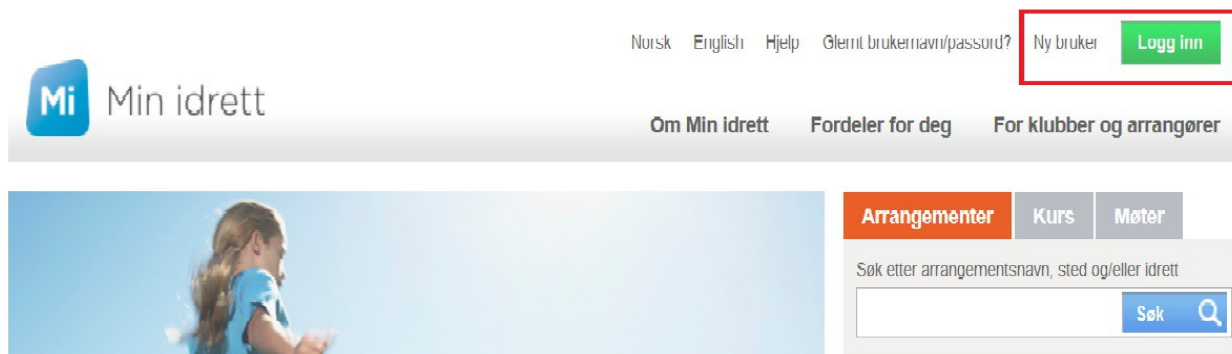 Norsk English Hjelp Glemt brukernavn/passord? Ny bruker Logg inn
Mi Min idrett
Om Min idrett Fordeler for deg For klubber og arrangører
Arrangementer Kurs Møter
Søk etter arrangementsnavn, sted og/eller idrett
Søk